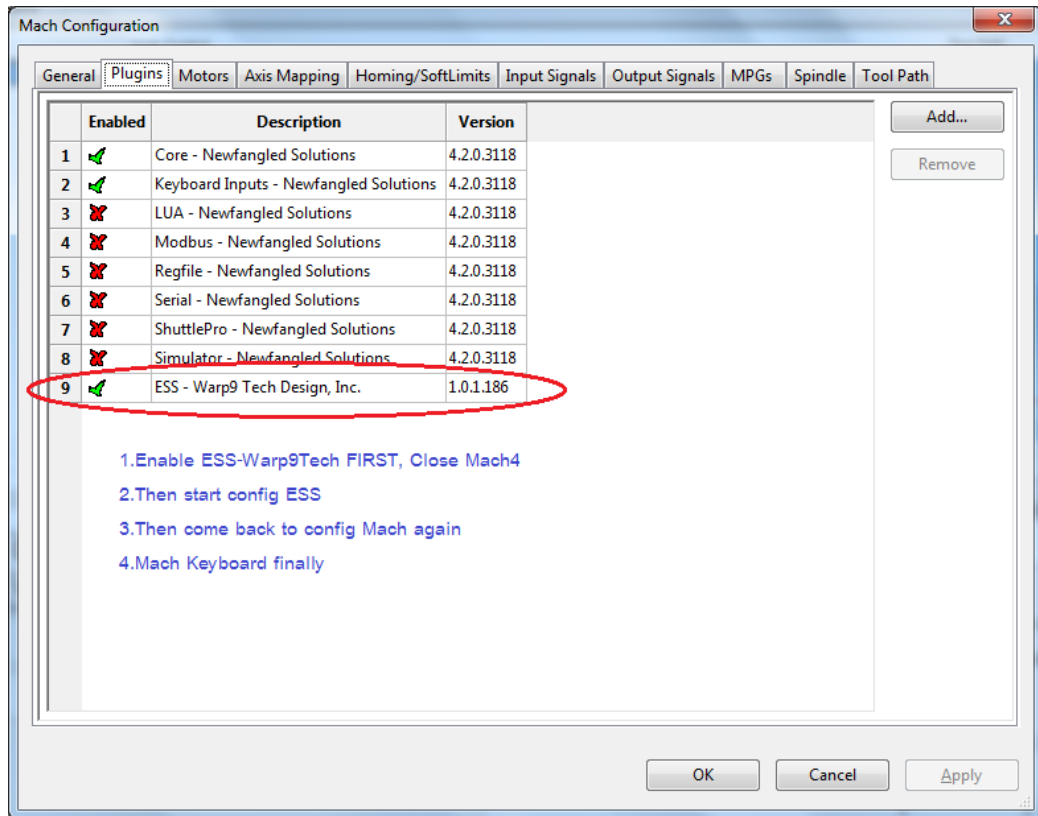 Mach Configuration
General Plugins Motors Axis Mapping Homing/SoftLimits Input Signals Output Signals MPGs Spindle Tool Path
Enabled Description Version
1 Core - Newfangled Solutions 4.2.0.3118
2 Keyboard Inputs - Newfangled Solutions 4.2.0.3118
3 LUA - Newfangled Solutions 4.2.0.3118
4 Modbus - Newfangled Solutions 4.2.0.3118
5 Regfile - Newfangled Solutions 4.2.0.3118
6 Serial - Newfangled Solutions 4.2.0.3118
7 ShuttlePro - Newfangled Solutions 4.2.0.3118
8 Simulator - Newfangled Solutions 4.2.0.3118
9 ESS - Warp9 Tech Design, Inc. 1.0.1.186
Add...
Remove
1.Enable ESS-Warp9Tech FIRST, Close Mach4
2.Then start config ESS
3.Then come back to config Mach again
4.Mach Keyboard finally
OK Cancel Apply